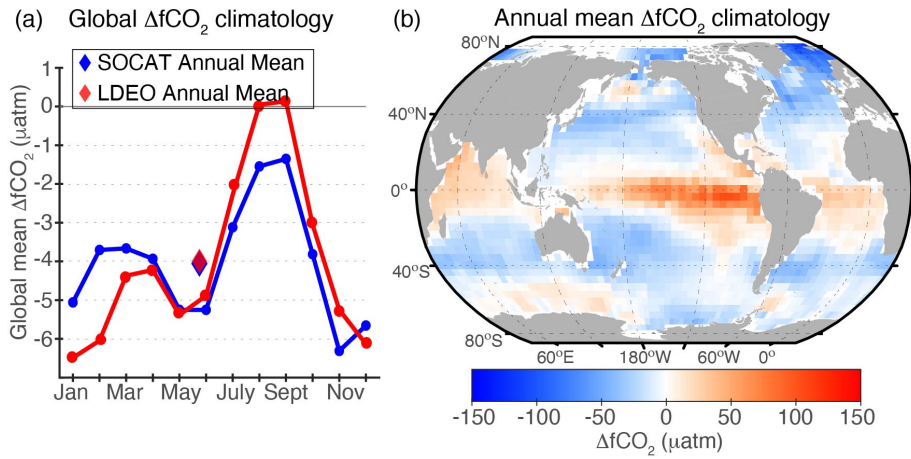 (a) Global ΔfCO₂ climatology
SOCAT Annual Mean
LDEO Annual Mean
Global mean ΔfCO₂ (μatm)
1
0
-1
-2
-3
-4
-5
-6
Jan Mar May July Sept Nov
(b) Annual mean ΔfCO₂ climatology
80°N
40°N
0°
40°S
80°S
60°E 180°W 60°W 0°
-150 -100 -50 0 50 100 150
ΔfCO₂ (μatm)